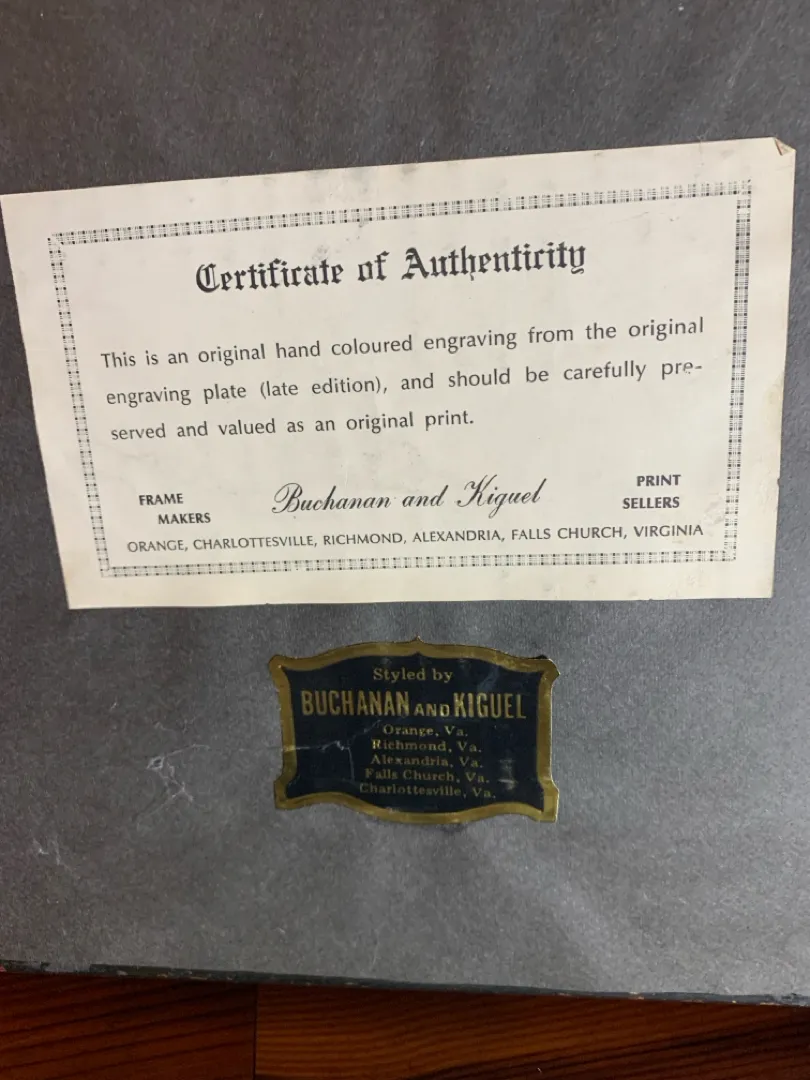 Certificate of Authenticity
This is an original hand coloured engraving from the original
engraving plate (late edition), and should be carefully pre-
served and valued as an original print.
FRAME
MAKERS
Buchanan and Kiguel
PRINT
SELLERS
ORANGE, CHARLOTTESVILLE, RICHMOND, ALEXANDRIA, FALLS CHURCH, VIRGINIA
Styled by
BUCHANAN AND KIGUEL
Orange, Va.
Richmond, Va.
Alexandria, Va.
Falls Church, Va.
Charlottesville, Va.